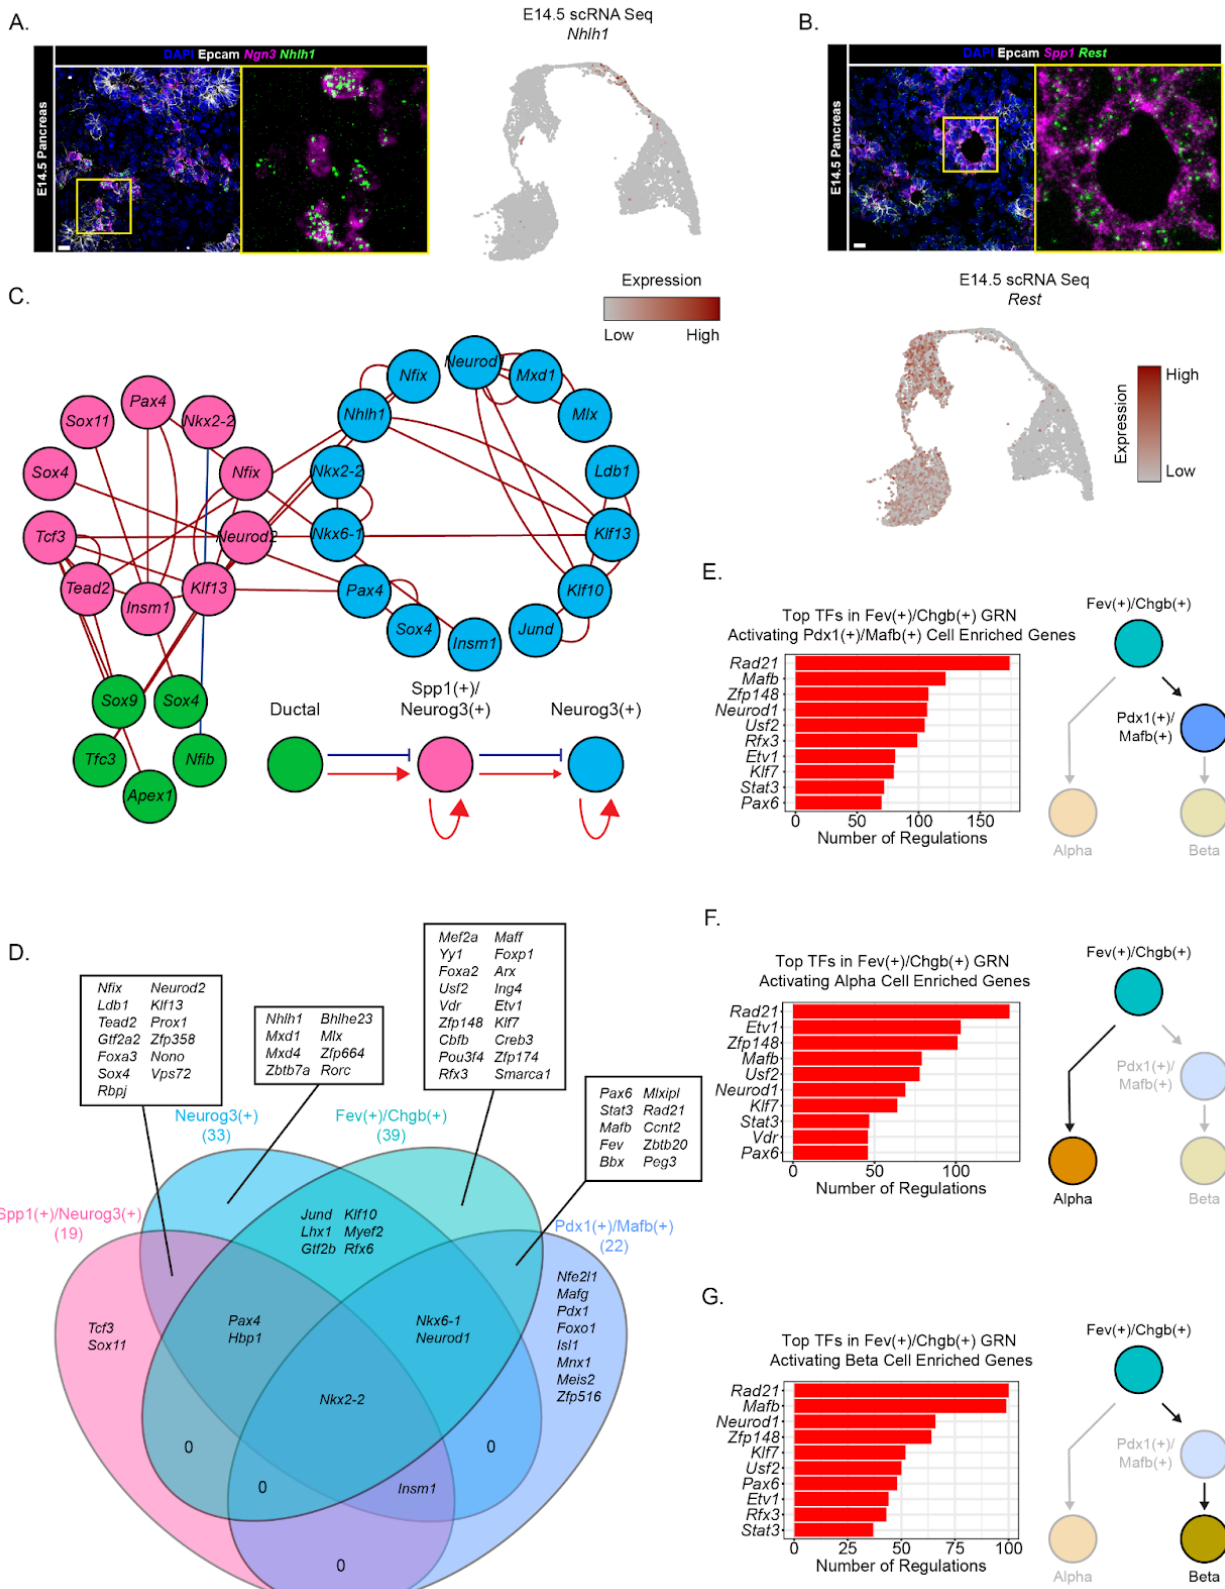 A.
E14.5 scRNA Seq
Nhlh1
DAPI Epcam Ngn3 Nhlh1
E14.5 Pancreas
B.
DAPI Epcam Spp1 Rest
E14.5 Pancreas
Expression
Low High
E14.5 scRNA Seq
Rest
High
Expression
Low
C.
Pax4
Sox11
Nkx2-2
Sox4
Nfix
Tcf3
Neurod2
Tead2
Insm1
Klf13
Sox9
Sox4
Tfc3
Nfib
Apex1
Nfix
Nhlh1
Nkx2-2
Nkx6-1
Pax4
Sox4
Insm1
Neurod1
Mxd1
Mlx
Ldb1
Klf13
Klf10
Jund
Ductal
Spp1(+)/
Neurog3(+)
Neurog3(+)
D.
Nfix Neurod2
Ldb1 Klf13
Tead2 Prox1
Gtf2a2 Zfp358
Foxa3 Nono
Sox4 Vps72
Rbpj
Nhlh1 Bhlhe23
Mxd1 Mlx
Mxd4 Zfp664
Zbtb7a Rorc
Mef2a Maff
Yy1 Foxp1
Foxa2 Arx
Usf2 Ing4
Vdr Etv1
Zfp148 Klf7
Cbfb Creb3
Pou3f4 Zfp174
Rfx3 Smarca1
Pax6 Mlxipl
Stat3 Rad21
Mafb Ccnt2
Fev Zbtb20
Bbx Peg3
Neurog3(+)
(33)
Fev(+)/Chgb(+)
(39)
Spp1(+)/Neurog3(+)
(19)
Pdx1(+)/Mafb(+)
(22)
Jund Klf10
Lhx1 Myef2
Gtf2b Rfx6
Tcf3
Sox11
Pax4
Hbp1
Nkx6-1
Neurod1
Nfe2l1
Mafg
Pdx1
Foxo1
Isl1
Mnx1
Meis2
Zfp516
Nkx2-2
0
0
0
Insm1
0
E.
Top TFs in Fev(+)/Chgb(+) GRN
Activating Pdx1(+)/Mafb(+) Cell Enriched Genes
Rad21
Mafb
Zfp148
Neurod1
Usf2
Rfx3
Etv1
Klf7
Stat3
Pax6
0 50 100 150
Number of Regulations
Fev(+)/Chgb(+)
Pdx1(+)/
Mafb(+)
Alpha
Beta
F.
Top TFs in Fev(+)/Chgb(+) GRN
Activating Alpha Cell Enriched Genes
Rad21
Etv1
Zfp148
Mafb
Usf2
Neurod1
Klf7
Stat3
Vdr
Pax6
0 50 100
Number of Regulations
Fev(+)/Chgb(+)
Pdx1(+)/
Mafb(+)
Alpha
Beta
G.
Top TFs in Fev(+)/Chgb(+) GRN
Activating Beta Cell Enriched Genes
Rad21
Mafb
Neurod1
Zfp148
Klf7
Usf2
Pax6
Etv1
Rfx3
Stat3
0 25 50 75 100
Number of Regulations
Fev(+)/Chgb(+)
Pdx1(+)/
Mafb(+)
Alpha
Beta